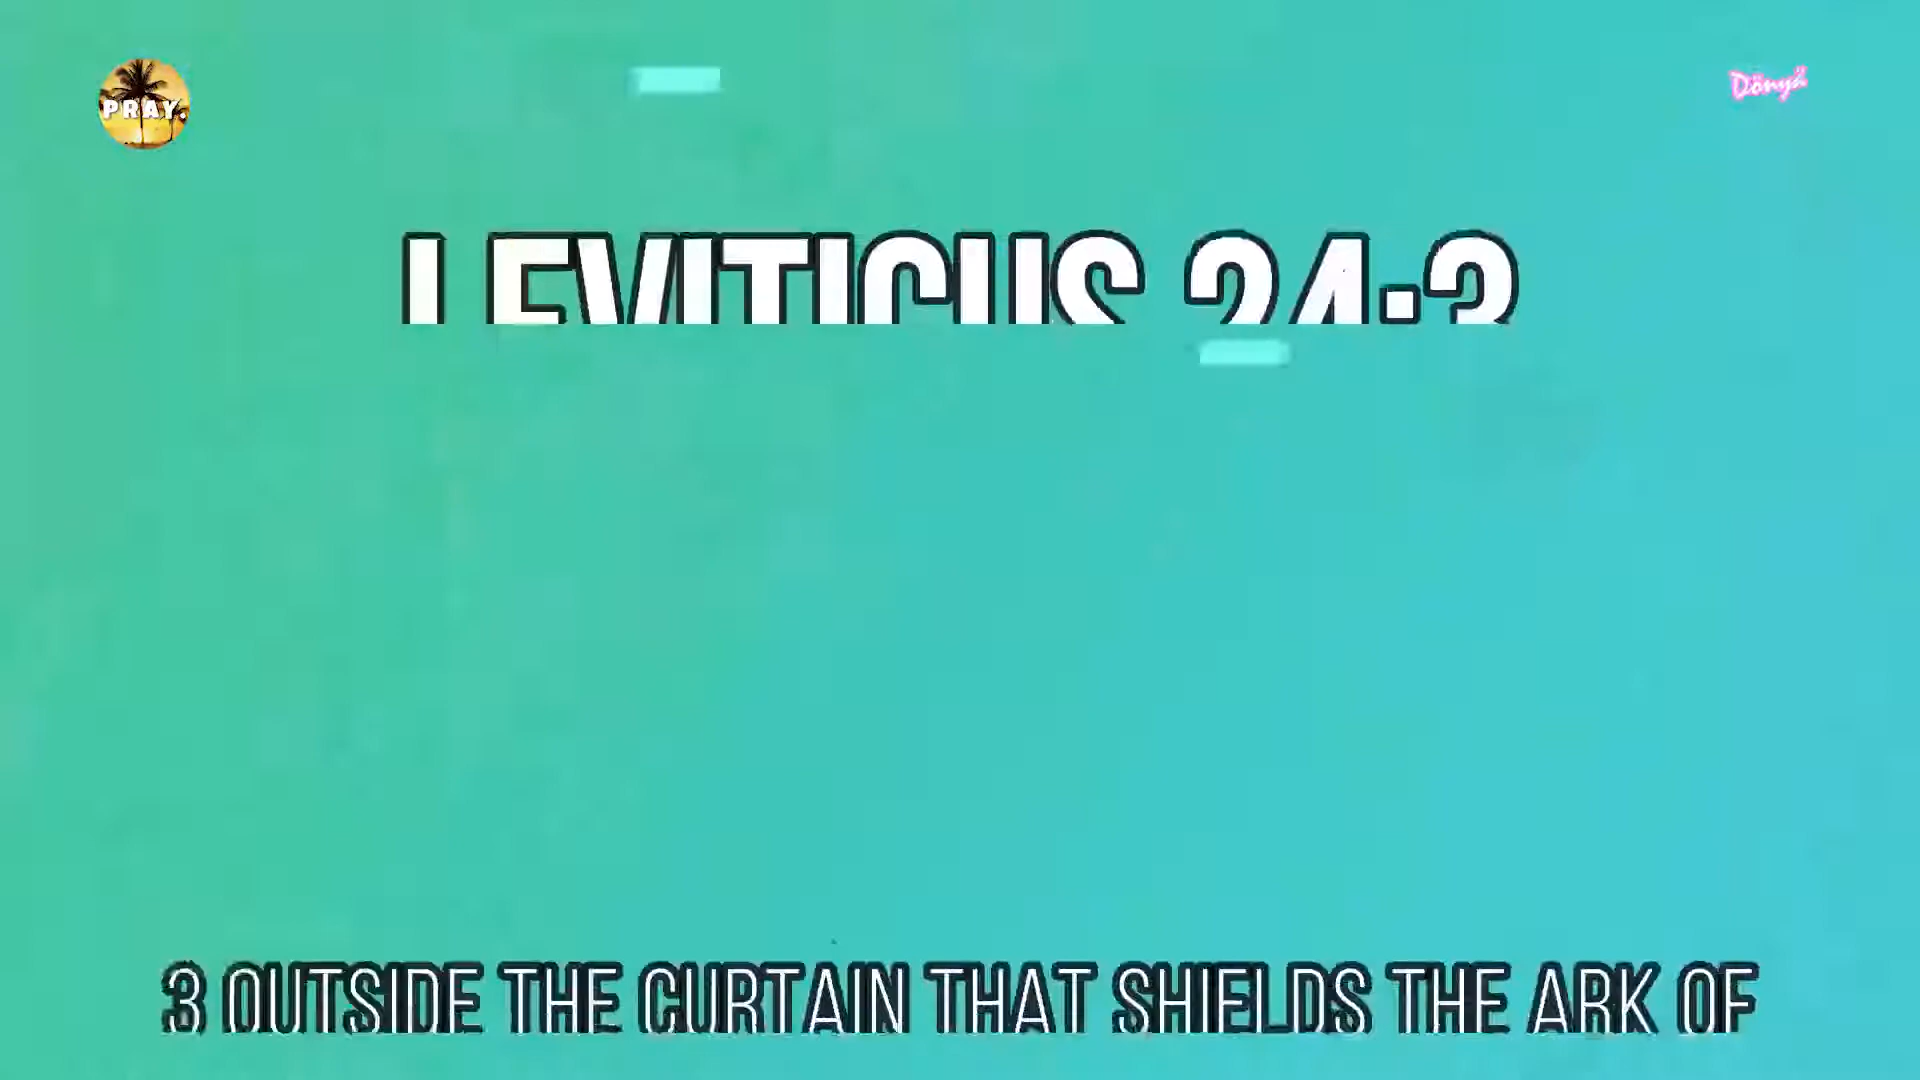 PRAY.
Dönyä
LEVITICUS 24:3
3 OUTSIDE THE CURTAIN THAT SHIELDS THE ARK OF